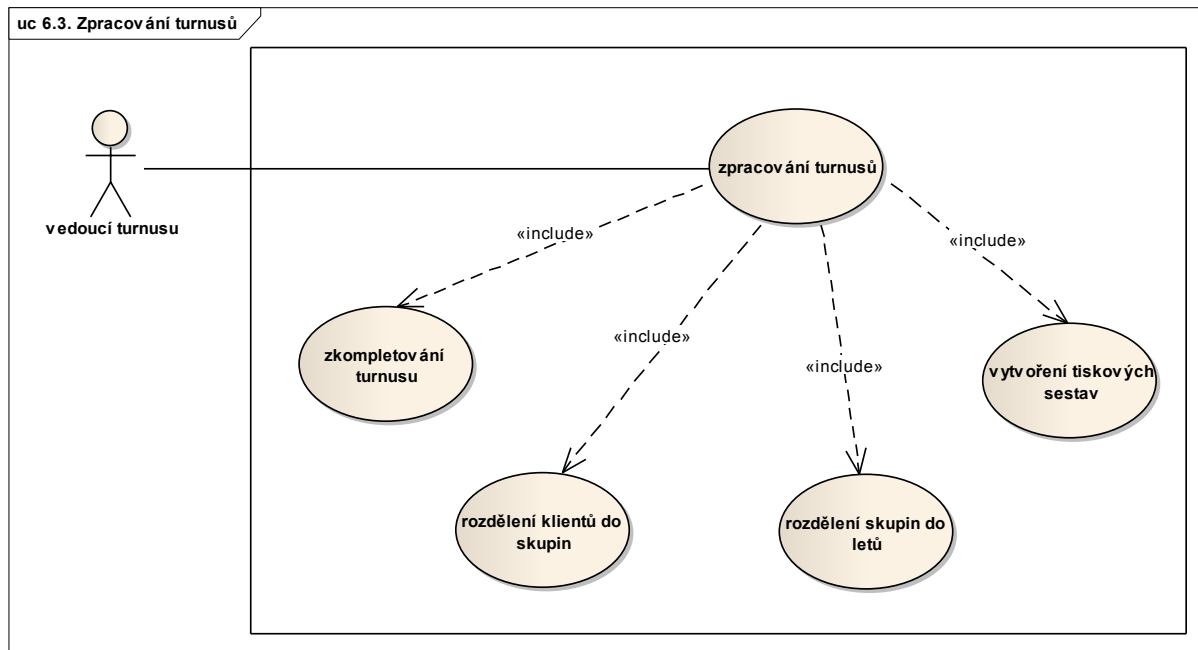 uc 6.3. Zpracování turnusů
vedoucí turnusu
zpracování turnusů
«include»
«include»
«include»
«include»
zkompletování
turnusu
vytvoření tiskových
sestav
rozdělení klientů do
skupin
rozdělení skupin do
letů